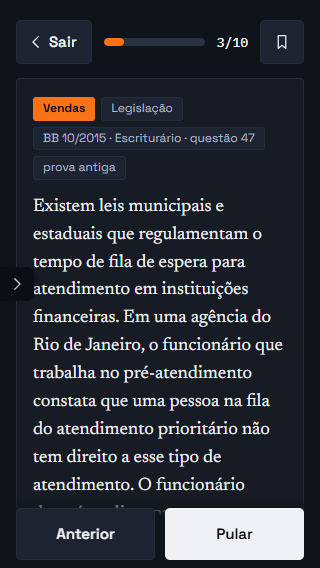 Sair
3/10
Vendas
Legislação
BB 10/2015 · Escriturário · questão 47
prova antiga
Existem leis municipais e
estaduais que regulamentam o
tempo de fila de espera para
atendimento em instituições
financeiras. Em uma agência do
Rio de Janeiro, o funcionário que
trabalha no pré-atendimento
constata que uma pessoa na fila
do atendimento prioritário não
tem direito a esse tipo de
atendimento. O funcionário
Anterior
Pular